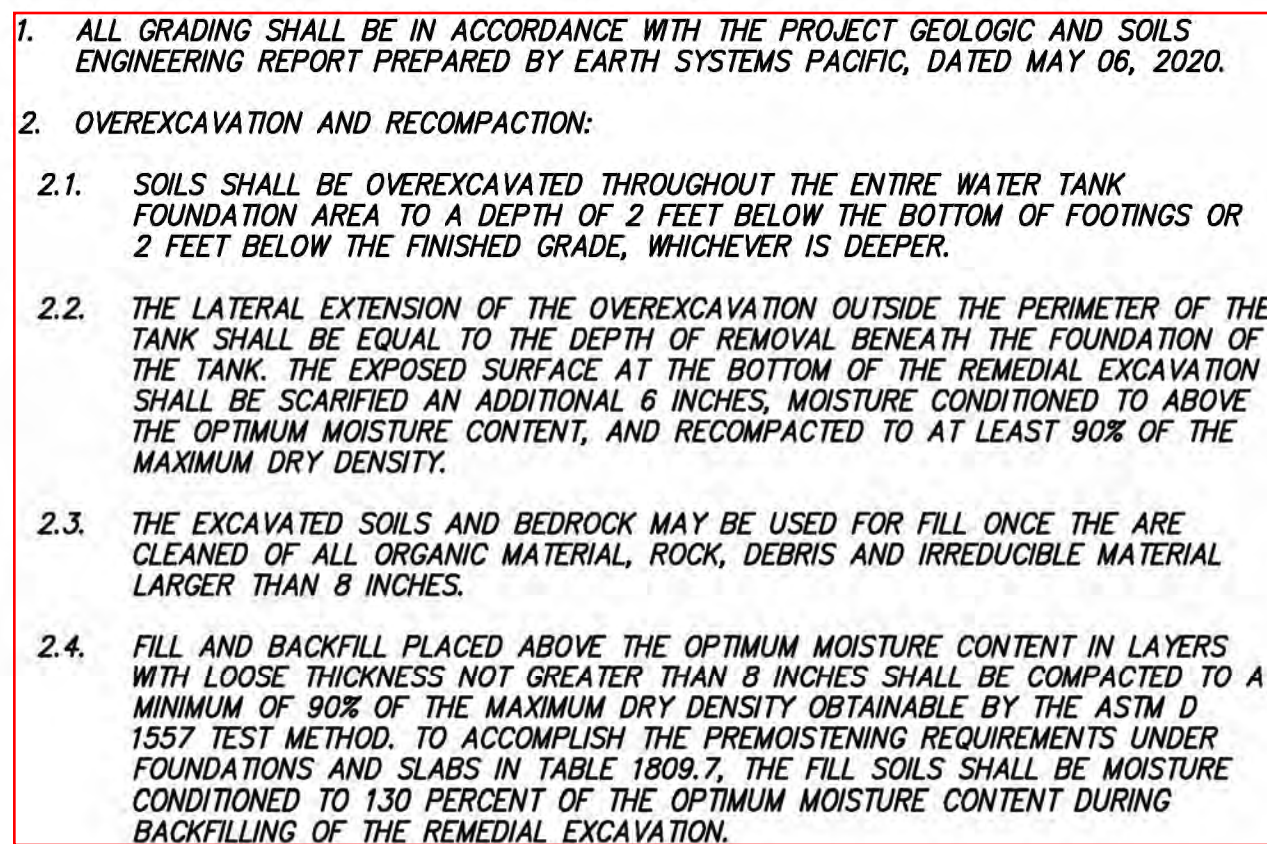 1. ALL GRADING SHALL BE IN ACCORDANCE WITH THE PROJECT GEOLOGIC AND SOILS
ENGINEERING REPORT PREPARED BY EARTH SYSTEMS PACIFIC, DATED MAY 06, 2020.
2. OVEREXCAVATION AND RECOMPACTION:
2.1. SOILS SHALL BE OVEREXCAVATED THROUGHOUT THE ENTIRE WATER TANK
FOUNDATION AREA TO A DEPTH OF 2 FEET BELOW THE BOTTOM OF FOOTINGS OR
2 FEET BELOW THE FINISHED GRADE, WHICHEVER IS DEEPER.
2.2. THE LATERAL EXTENSION OF THE OVEREXCAVATION OUTSIDE THE PERIMETER OF THE
TANK SHALL BE EQUAL TO THE DEPTH OF REMOVAL BENEATH THE FOUNDATION OF
THE TANK. THE EXPOSED SURFACE AT THE BOTTOM OF THE REMEDIAL EXCAVATION
SHALL BE SCARIFIED AN ADDITIONAL 6 INCHES, MOISTURE CONDITIONED TO ABOVE
THE OPTIMUM MOISTURE CONTENT, AND RECOMPACTED TO AT LEAST 90% OF THE
MAXIMUM DRY DENSITY.
2.3. THE EXCAVATED SOILS AND BEDROCK MAY BE USED FOR FILL ONCE THE ARE
CLEANED OF ALL ORGANIC MATERIAL, ROCK, DEBRIS AND IRREDUCIBLE MATERIAL
LARGER THAN 8 INCHES.
2.4. FILL AND BACKFILL PLACED ABOVE THE OPTIMUM MOISTURE CONTENT IN LAYERS
WITH LOOSE THICKNESS NOT GREATER THAN 8 INCHES SHALL BE COMPACTED TO A
MINIMUM OF 90% OF THE MAXIMUM DRY DENSITY OBTAINABLE BY THE ASTM D
1557 TEST METHOD. TO ACCOMPLISH THE PREMOISTENING REQUIREMENTS UNDER
FOUNDATIONS AND SLABS IN TABLE 1809.7, THE FILL SOILS SHALL BE MOISTURE
CONDITIONED TO 130 PERCENT OF THE OPTIMUM MOISTURE CONTENT DURING
BACKFILLING OF THE REMEDIAL EXCAVATION.